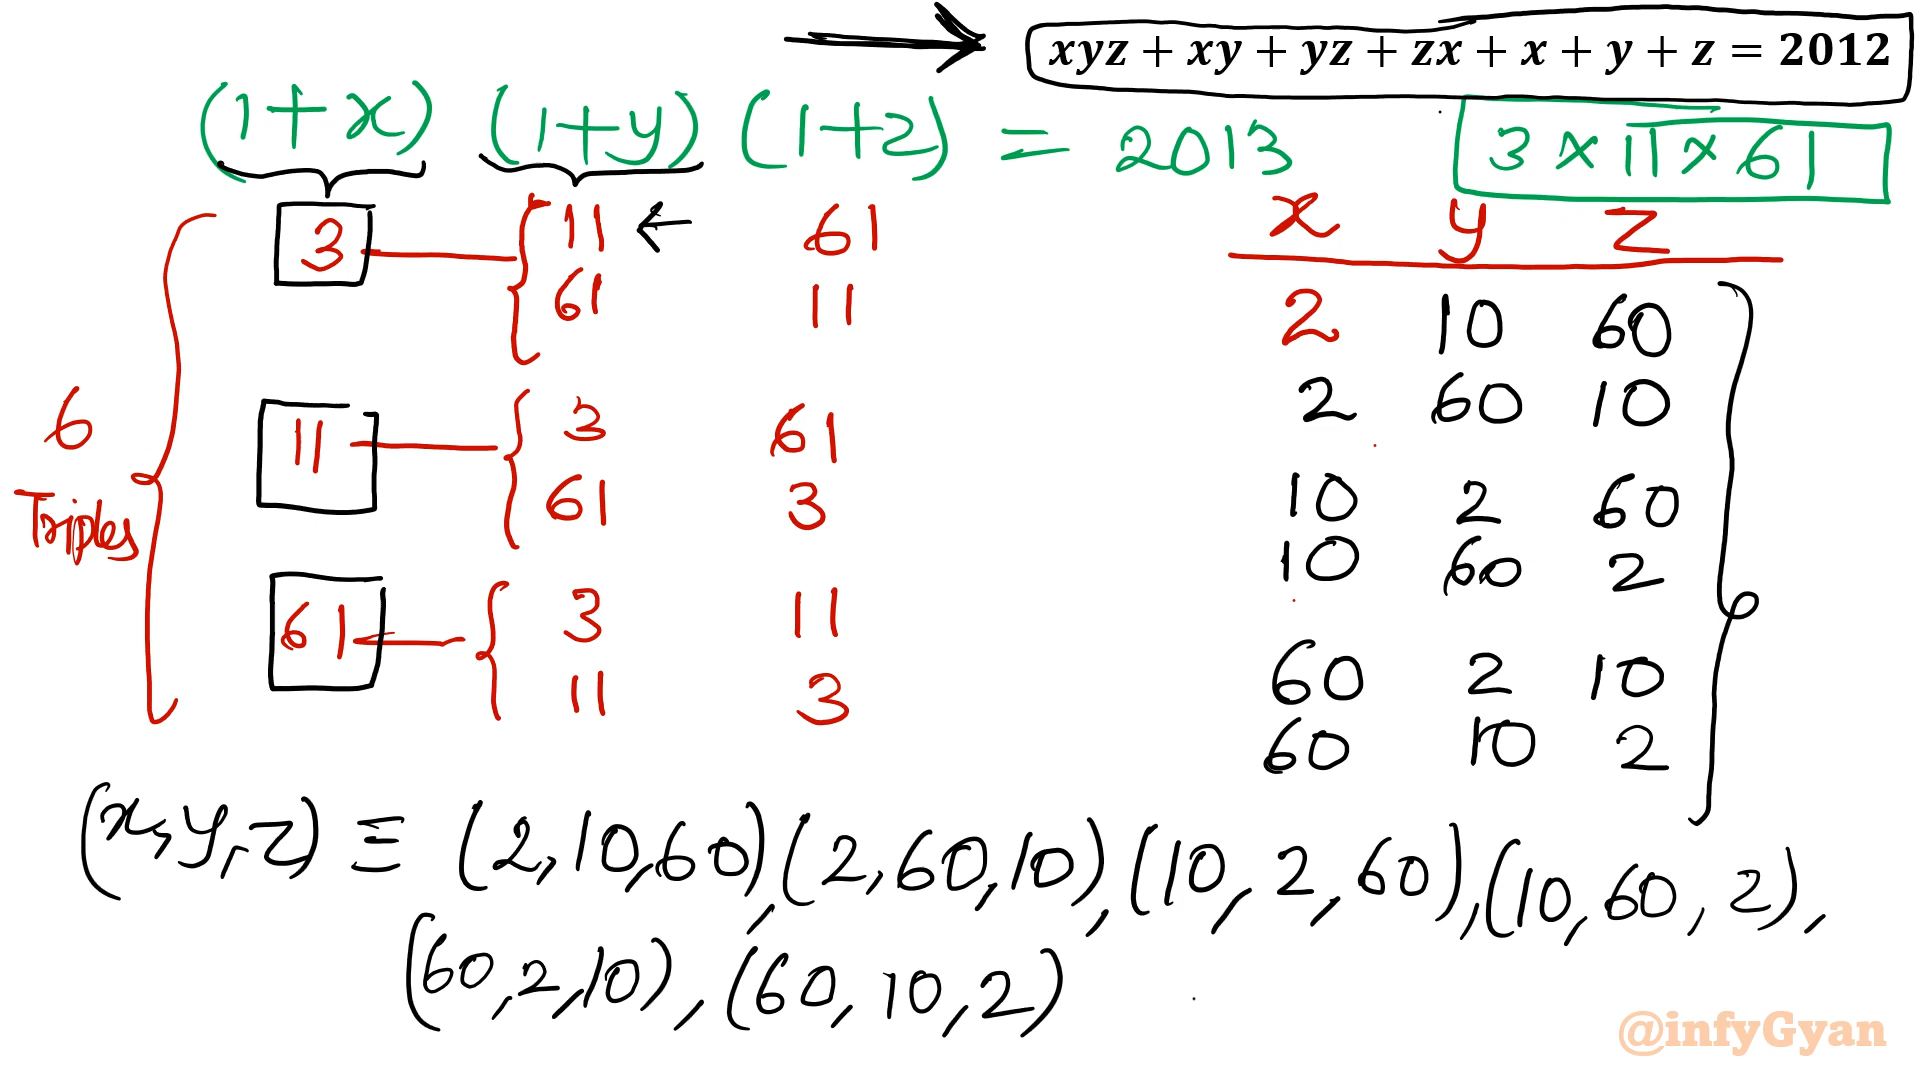 xyz + xy + yz + zx + x + y + z = 2012
(1+x) (1+y) (1+z) = 2013 3 × 11 × 61
x y z
3 11 61
61 11
11 3 61
61 3
61 3 11
11 3
6
Triples
2 10 60
2 60 10
10 2 60
10 60 2
60 2 10
60 10 2
6
(x, y, z) ≡ (2, 10, 60), (2, 60, 10), (10, 2, 60), (10, 60, 2),
(60, 2, 10), (60, 10, 2)
@infyGyan